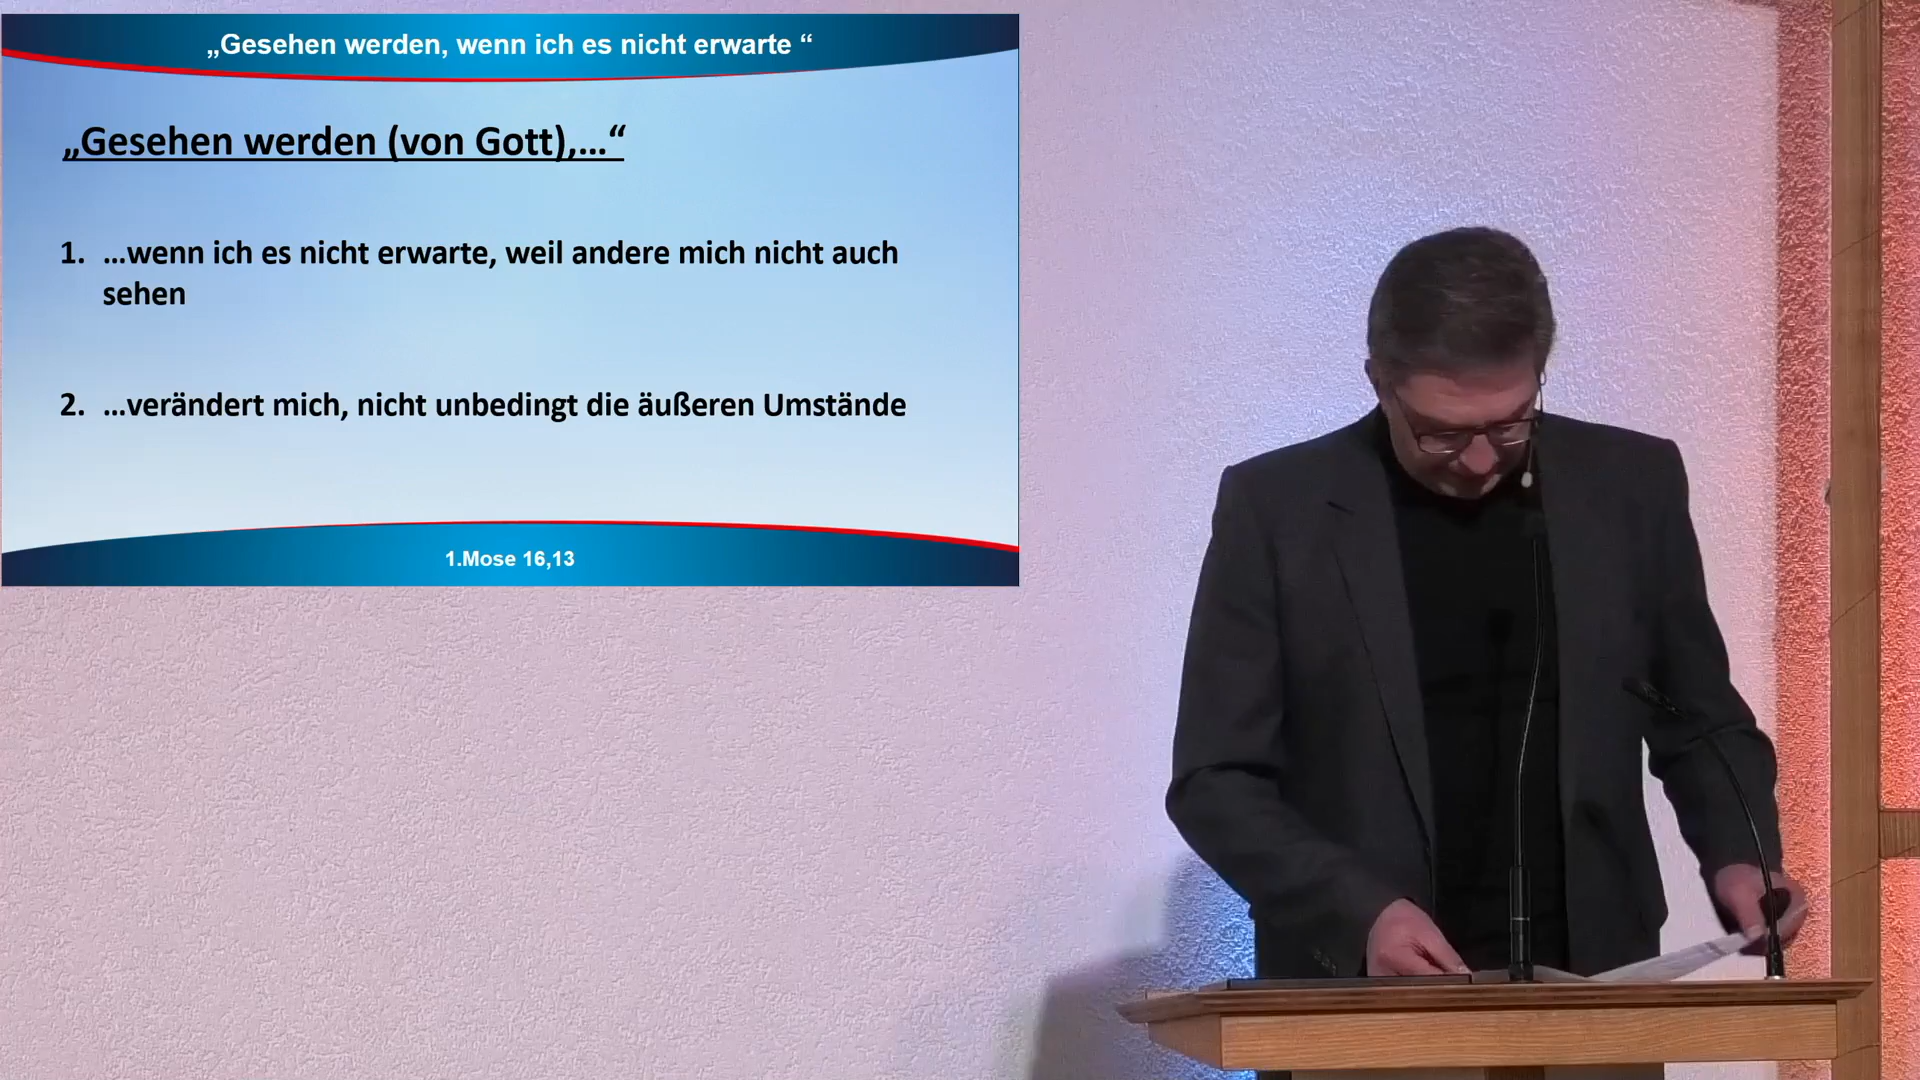 „Gesehen werden, wenn ich es nicht erwarte “
„Gesehen werden (von Gott),...“
1. ...wenn ich es nicht erwarte, weil andere mich nicht auch
sehen
2. ...verändert mich, nicht unbedingt die äußeren Umstände
1.Mose 16,13